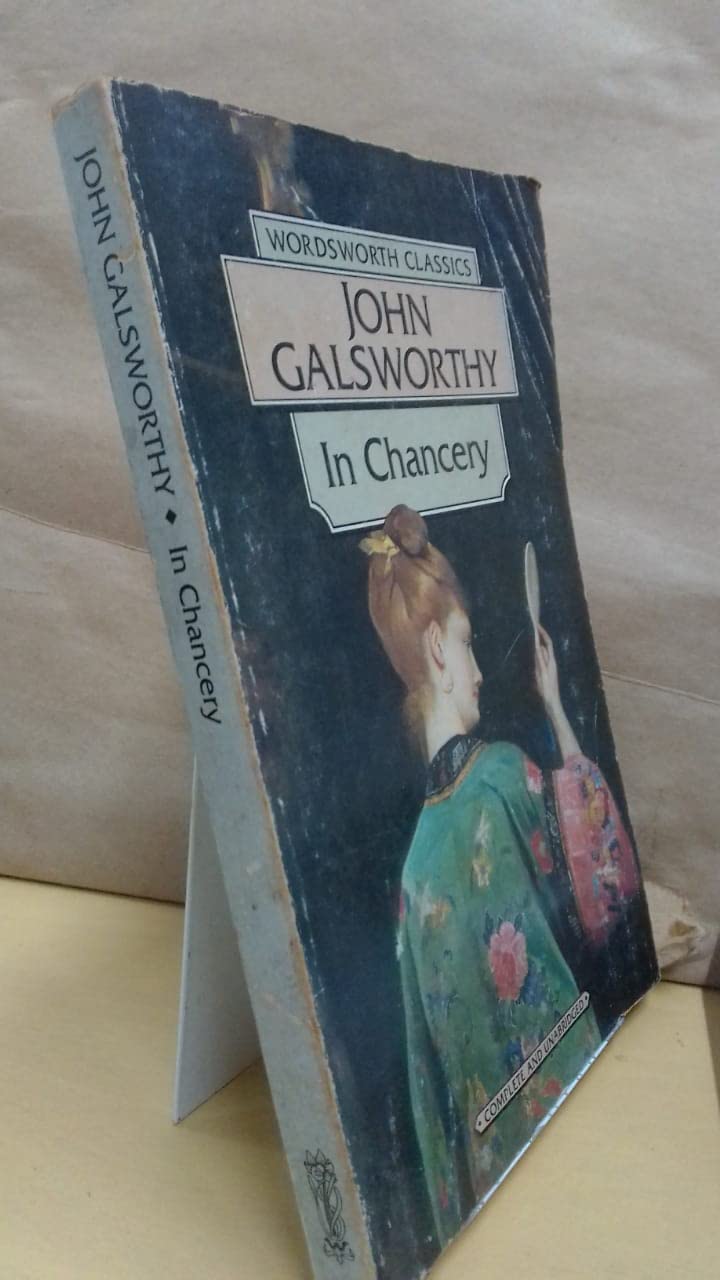 JOHN GALSWORTHY ◆ In Chancery
WORDSWORTH CLASSICS
JOHN
GALSWORTHY
In Chancery
· COMPLETE AND UNABRIDGED ·